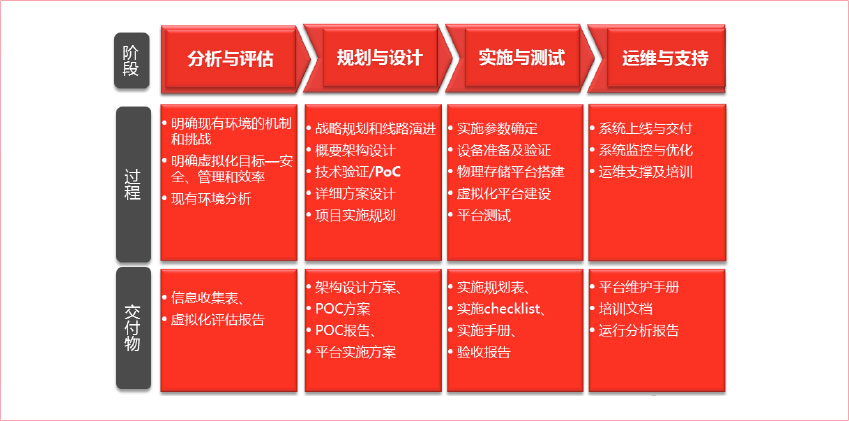 阶段
分析与评估
规划与设计
实施与测试
运维与支持
过程
• 明确现有环境的机制
和挑战
• 明确虚拟化目标—安
全、管理和效率
• 现有环境分析
• 战略规划和线路演进
• 概要架构设计
• 技术验证/PoC
• 详细方案设计
• 项目实施规划
• 实施参数确定
• 设备准备及验证
• 物理存储平台搭建
• 虚拟化平台建设
• 平台测试
• 系统上线与交付
• 系统监控与优化
• 运维支撑及培训
交付物
• 信息收集表、
• 虚拟化评估报告
• 架构设计方案、
• POC方案
• POC报告、
• 平台实施方案
• 实施规划表、
• 实施checklist、
• 实施手册、
• 验收报告
• 平台维护手册
• 培训文档
• 运行分析报告